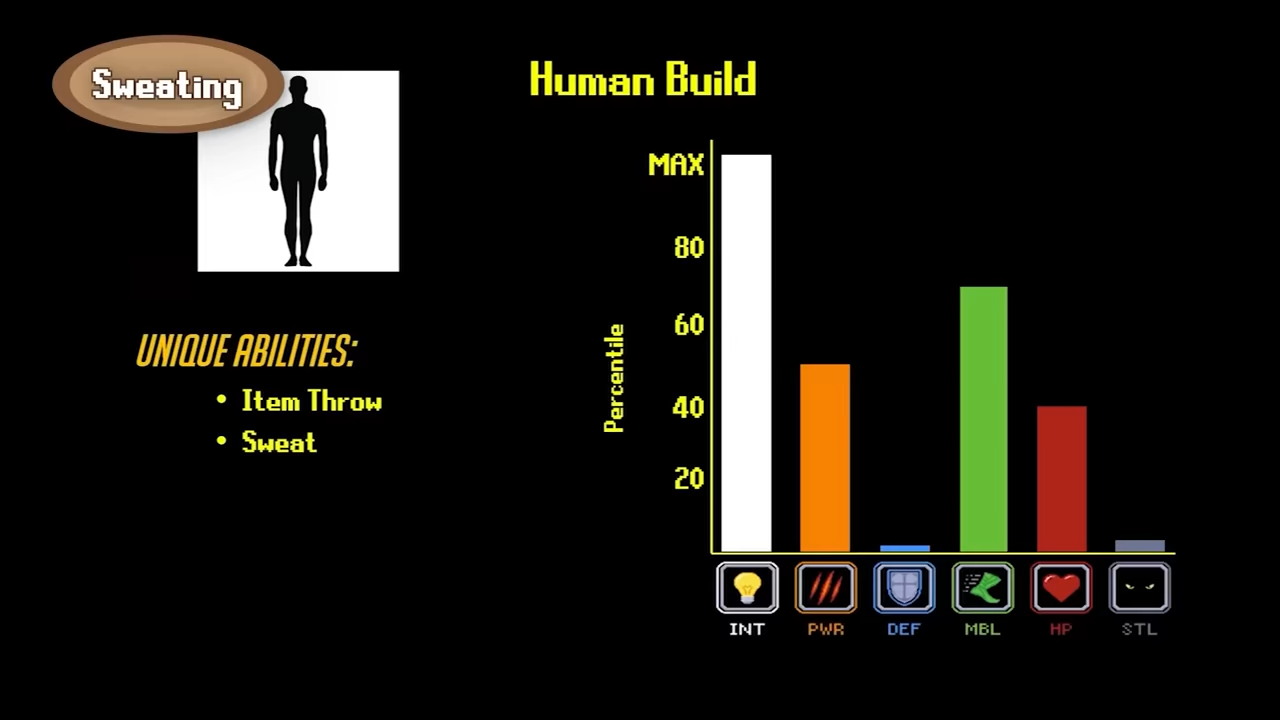 Sweating
Human Build
UNIQUE ABILITIES:
• Item Throw
• Sweat
Percentile
MAX
80
60
40
20
INT PWR DEF MBL HP STL